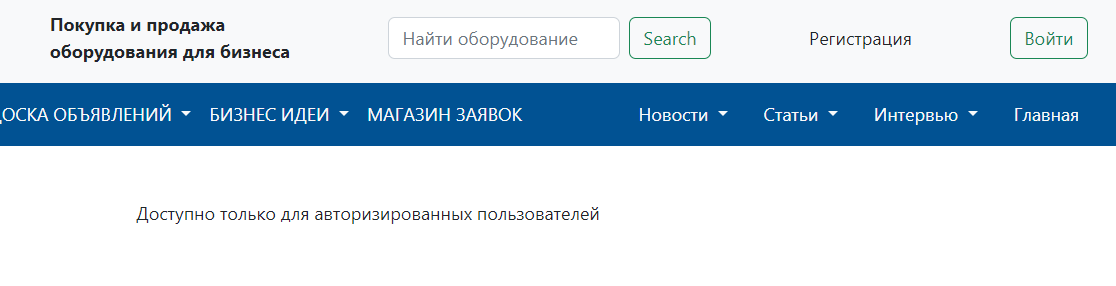 Покупка и продажа
оборудования для бизнеса
Найти оборудование Search Регистрация Войти
ОСКА ОБЪЯВЛЕНИЙ БИЗНЕС ИДЕИ МАГАЗИН ЗАЯВОК Новости Статьи Интервью Главная
Доступно только для авторизированных пользователей